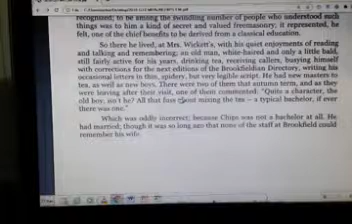 recognized; to be among the dwindling number of people who understood such
things was to him a kind of secret and valued freemasonry; it represented, he
felt, one of the chief benefits to be derived from a classical education.
So there he lived, at Mrs. Wickett's, with his quiet enjoyments of reading
and talking and remembering; an old man, white-haired and only a little bald,
still fairly active for his years, drinking tea, receiving callers, busying himself
with corrections for the next edition of the Brookfieldian Directory, writing his
occasional letters in thin, spidery, but very legible script. He had new masters to
tea, as well as new boys. There were two of them that autumn term, and as they
were leaving after their visit, one of them commented: "Quite a character, the
old boy, isn't he? All that fuss about mixing the tea – a typical bachelor, if ever
there was one."
Which was oddly incorrect; because Chips was not a bachelor at all. He
had married; though it was so long ago that none of the staff at Brookfield could
remember his wife.